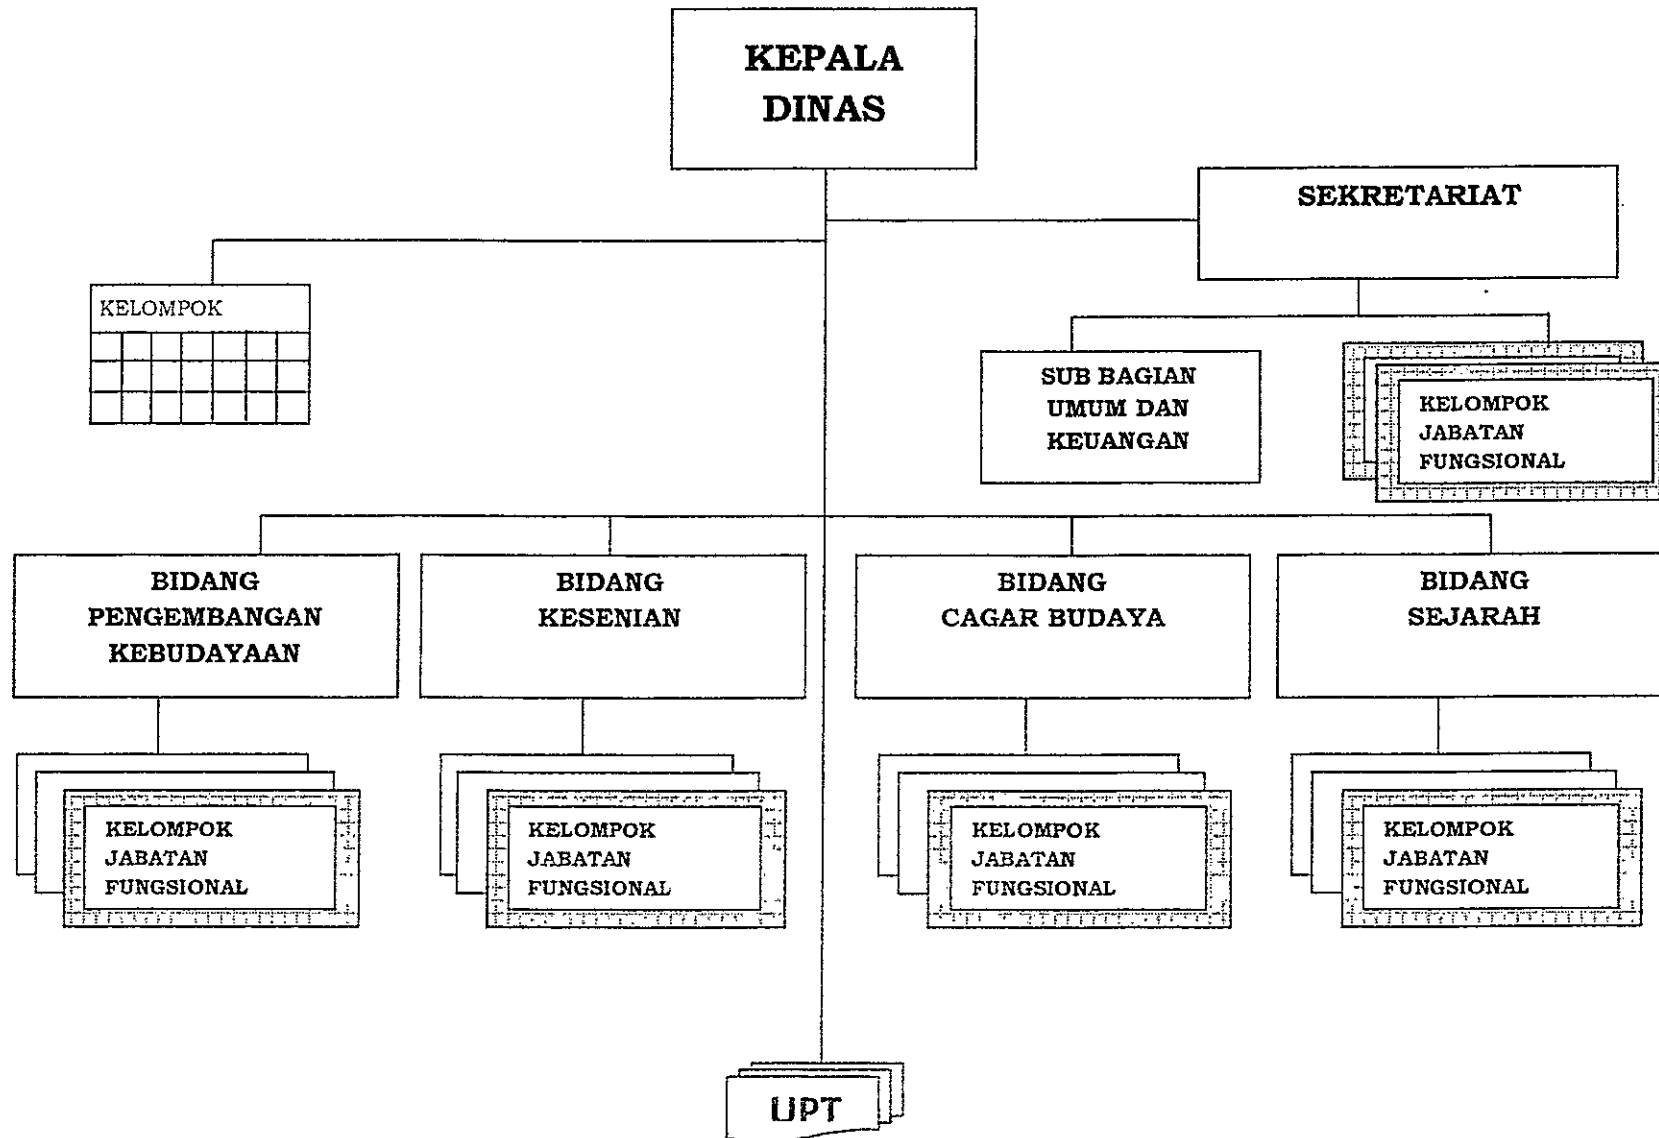 KEPALA
DINAS
SEKRETARIAT
KELOMPOK
SUB BAGIAN
UMUM DAN
KEUANGAN
KELOMPOK
JABATAN
FUNGSIONAL
BIDANG
PENGEMBANGAN
KEBUDAYAAN
BIDANG
KESENIAN
BIDANG
CAGAR BUDAYA
BIDANG
SEJARAH
KELOMPOK
JABATAN
FUNGSIONAL
KELOMPOK
JABATAN
FUNGSIONAL
KELOMPOK
JABATAN
FUNGSIONAL
KELOMPOK
JABATAN
FUNGSIONAL
UPT